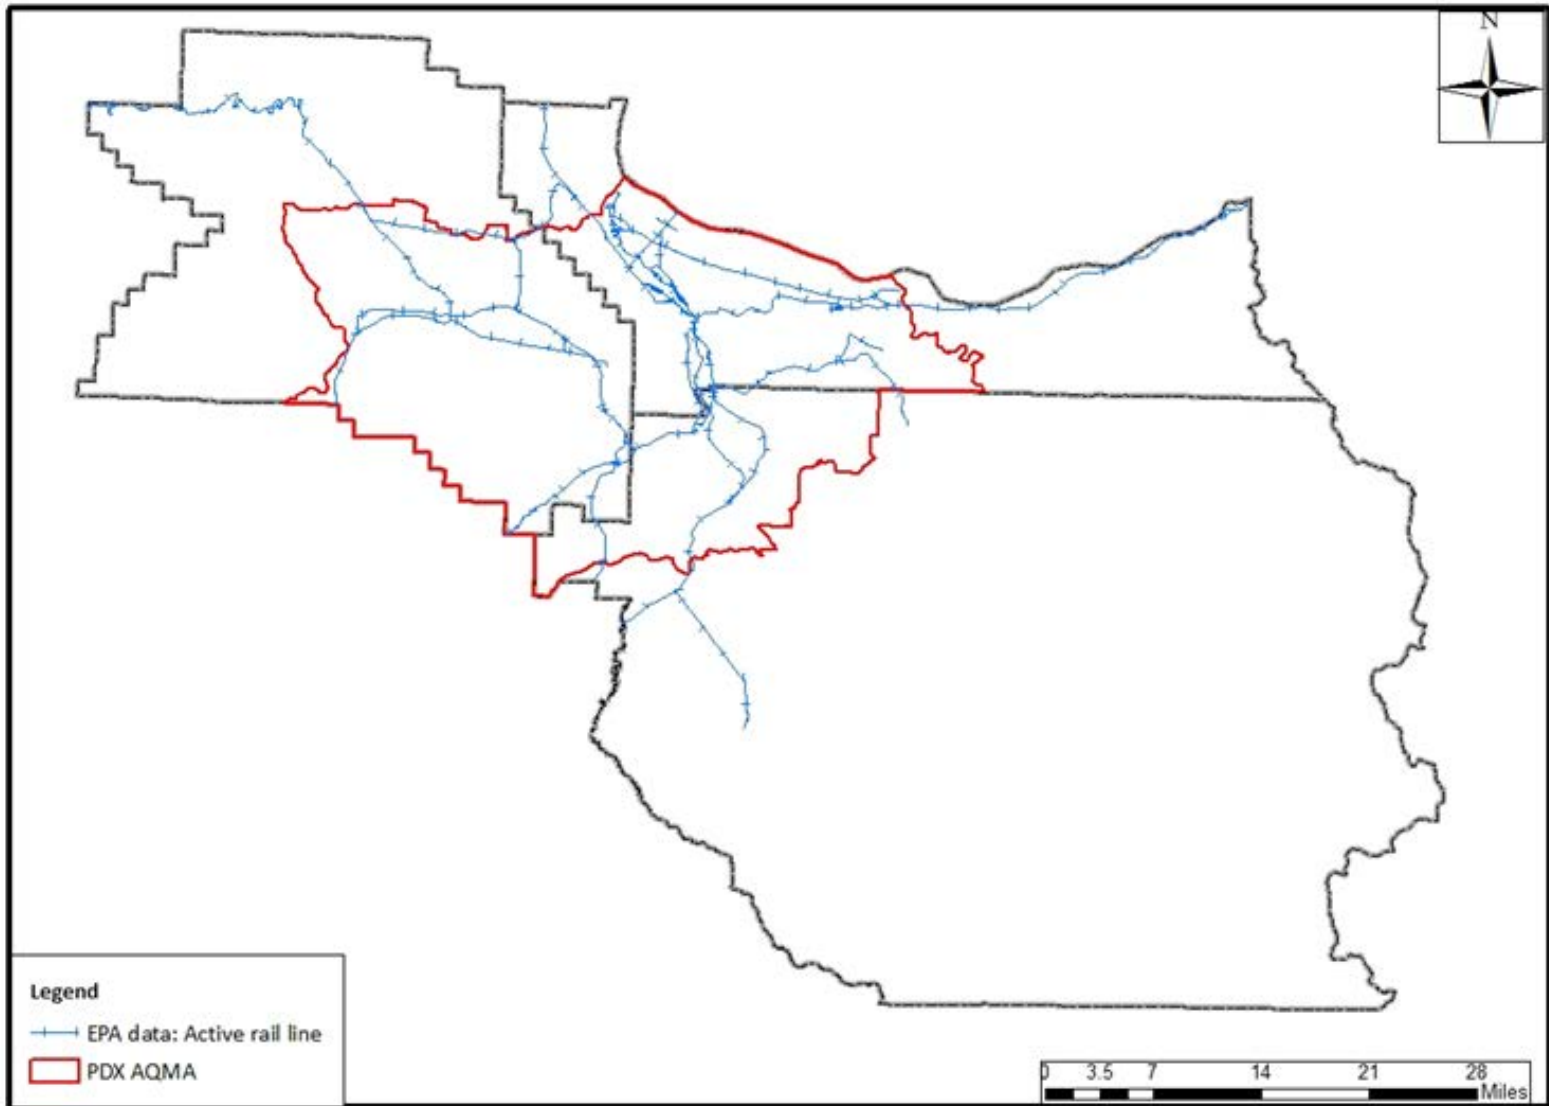 N
Legend
EPA data: Active rail line
PDX AQMA
0 3.5 7 14 21 28
Miles